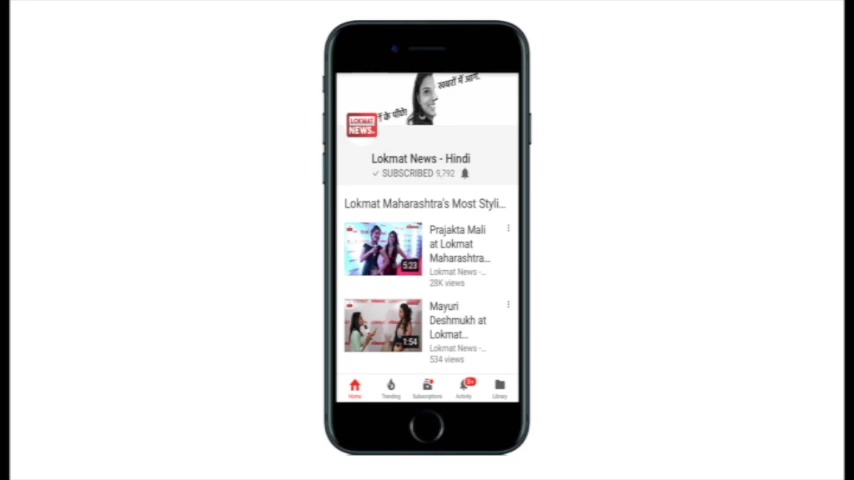 खबरों में आगे,
के पीछे!
LOKMAT
NEWS
Lokmat News - Hindi
SUBSCRIBED 9,792
Lokmat Maharashtra's Most Styli...
5:23
Prajakta Mali
at Lokmat
Maharashtra...
Lokmat News -...
28K views
1:54
Mayuri
Deshmukh at
Lokmat...
Lokmat News -...
534 views
Home
Trending
Subscriptions
9+
Activity
Library